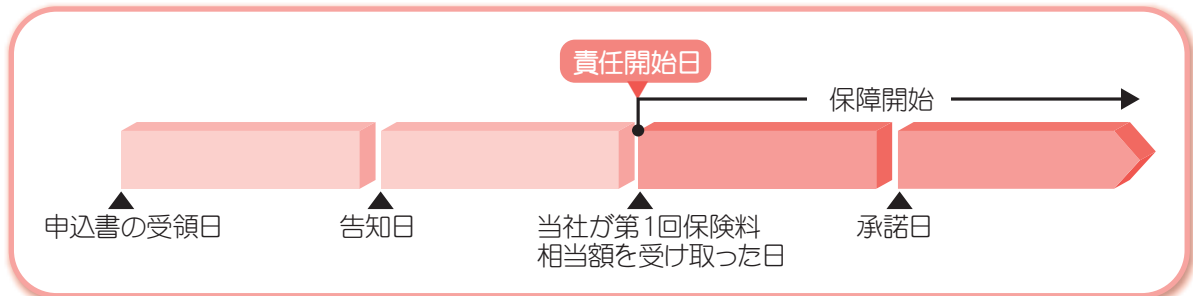 責任開始日
保障開始
申込書の受領日
告知日
当社が第1回保険料
相当額を受け取った日
承諾日